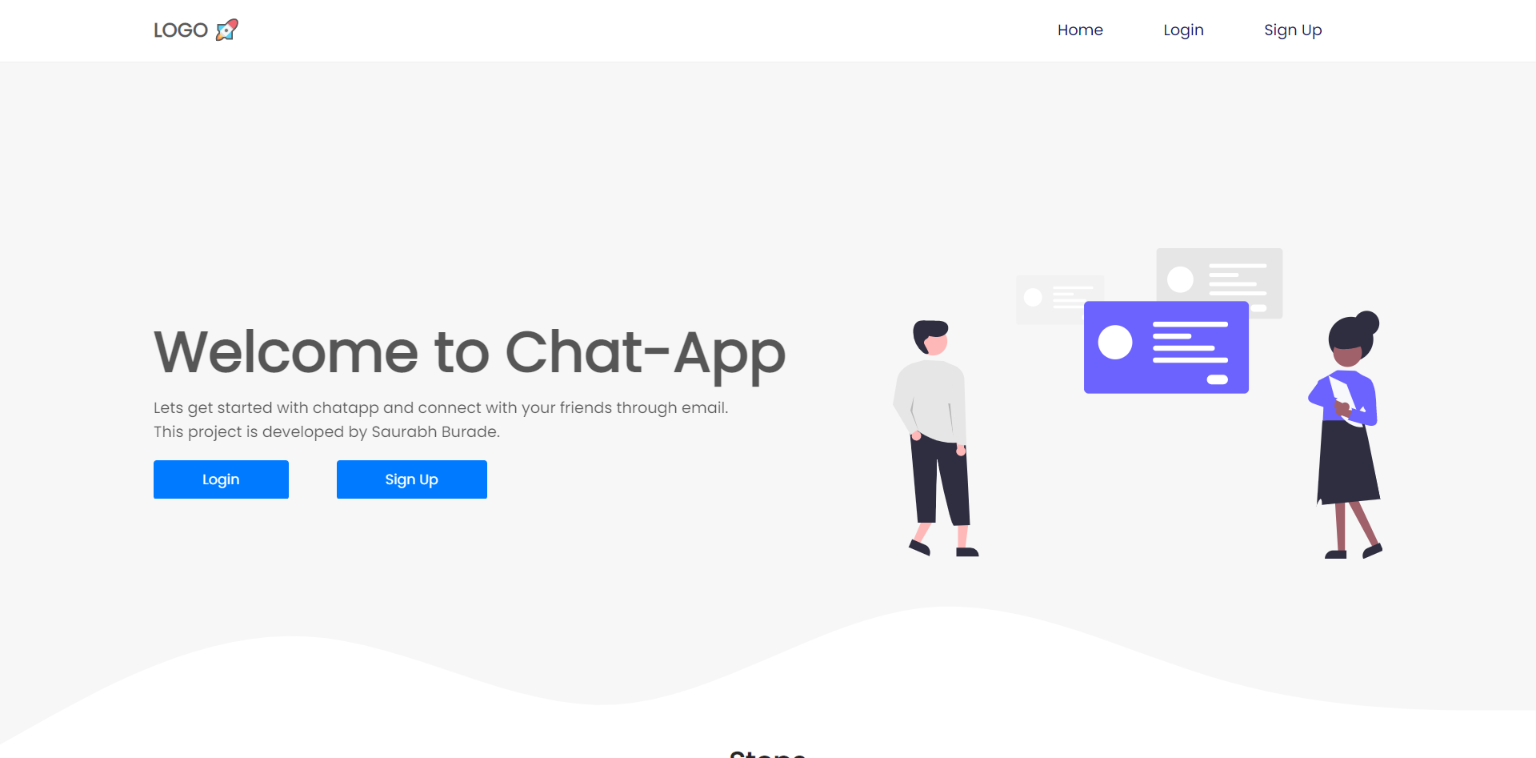 LOGO 🚀
Home
Login
Sign Up
Welcome to Chat-App
Lets get started with chatapp and connect with your friends through email.
This project is developed by Saurabh Burade.
Login
Sign Up
Steps